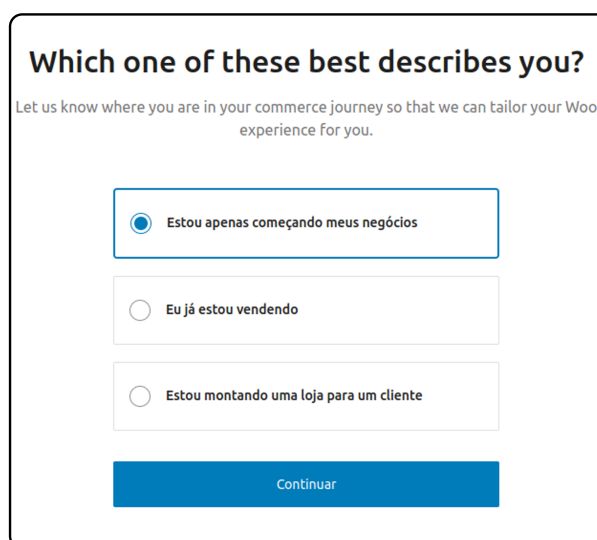 Which one of these best describes you?
Let us know where you are in your commerce journey so that we can tailor your Woo
experience for you.
Estou apenas começando meus negócios
Eu já estou vendendo
Estou montando uma loja para um cliente
Continuar